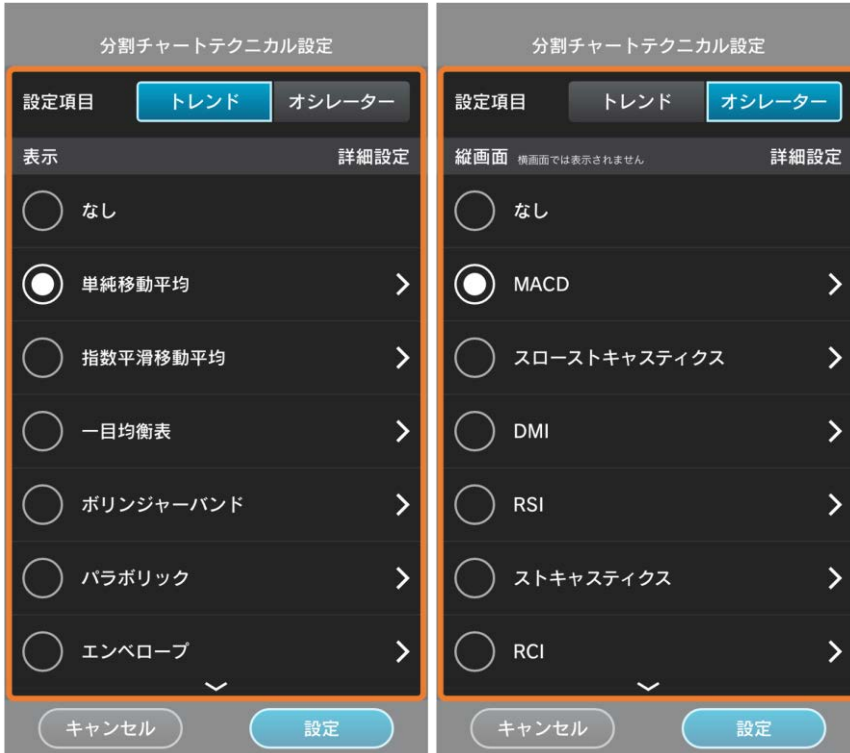 分割チャートテクニカル設定
設定項目 トレンド オシレーター
表示 詳細設定
なし
単純移動平均
指数平滑移動平均
一目均衡表
ボリンジャーバンド
パラボリック
エンベロープ
キャンセル 設定
分割チャートテクニカル設定
設定項目 トレンド オシレーター
縦画面 横画面では表示されません 詳細設定
なし
MACD
スローストキャスティクス
DMI
RSI
ストキャスティクス
RCI
キャンセル 設定